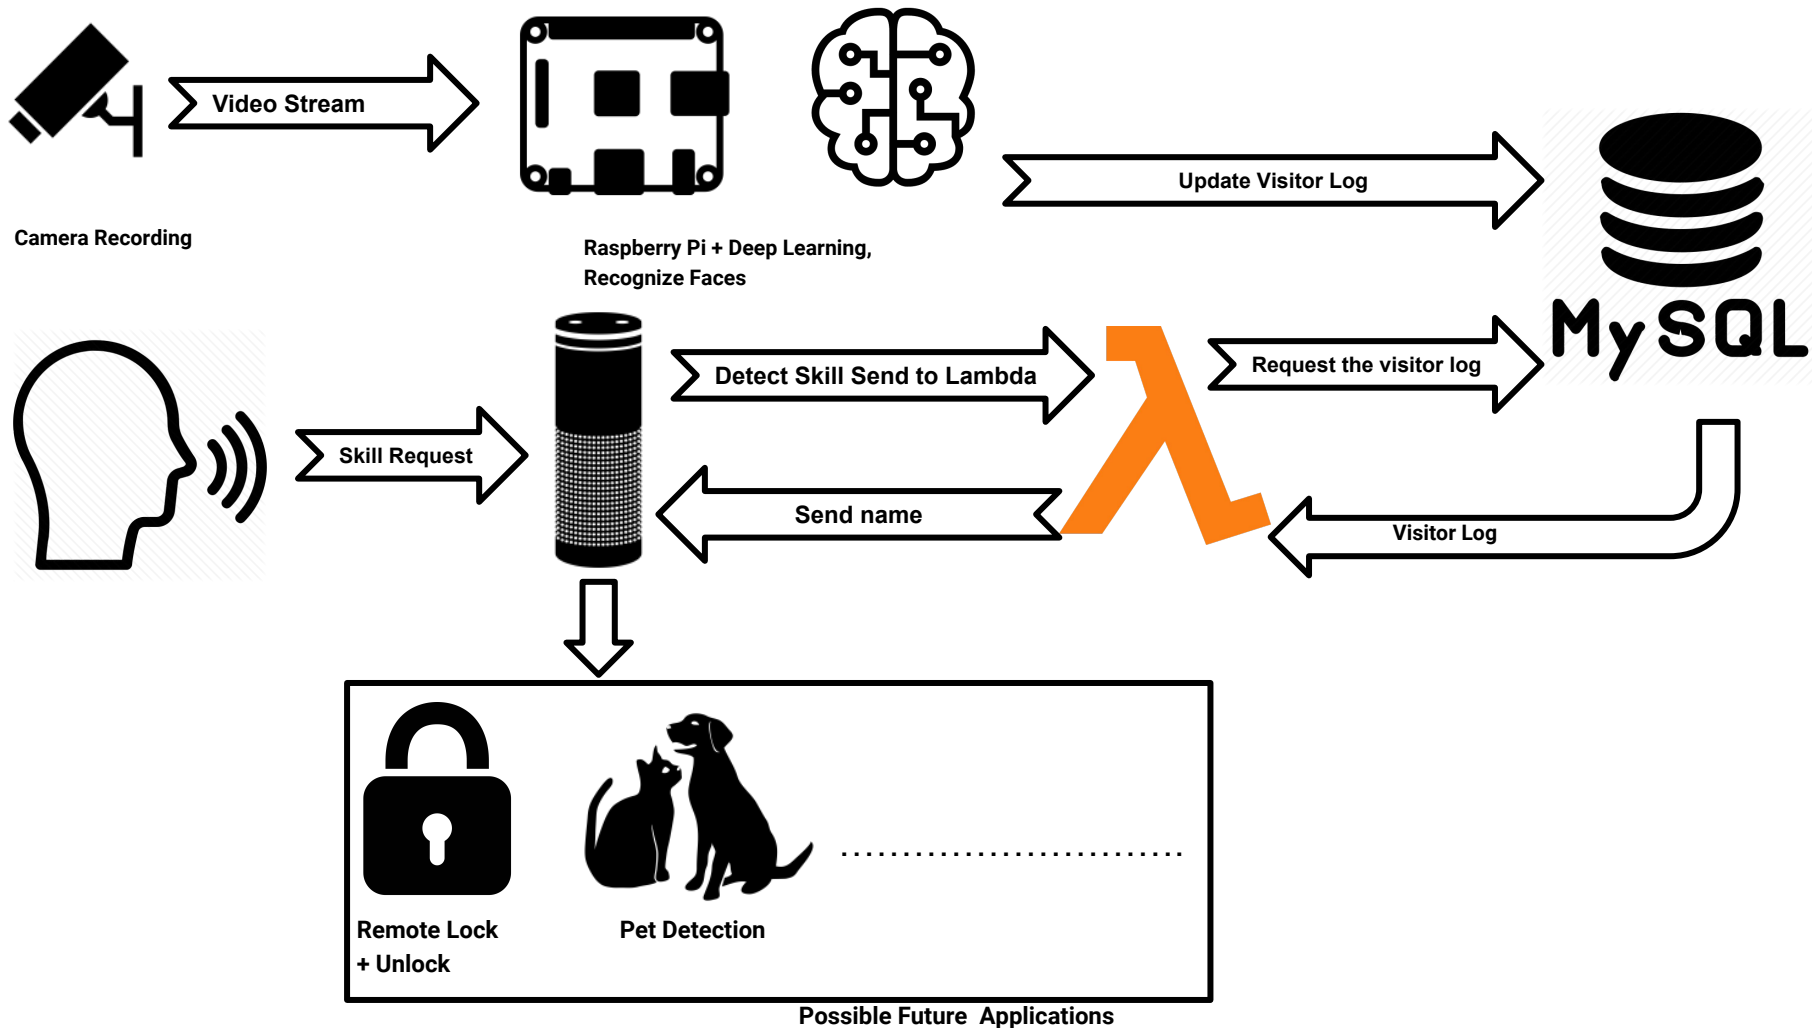 Video Stream
Update Visitor Log
Camera Recording
Raspberry Pi + Deep Learning,
Recognize Faces
MySQL
Detect Skill Send to Lambda
Request the visitor log
Skill Request
Send name
Visitor Log
Remote Lock
+ Unlock
Pet Detection
...........................
Possible Future Applications